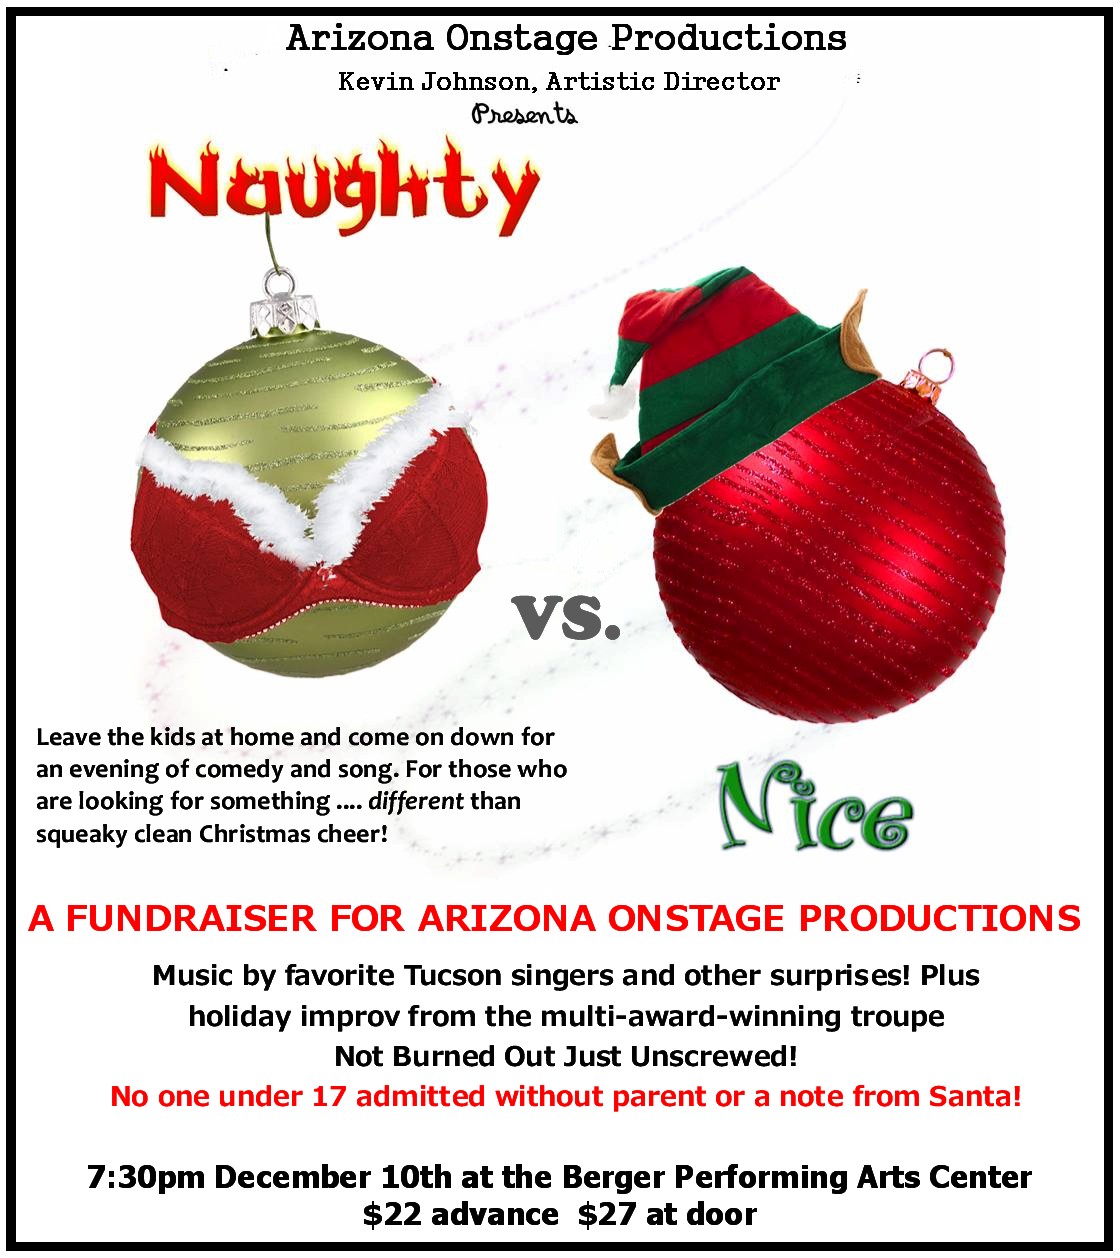 Arizona Onstage Productions
Kevin Johnson, Artistic Director
Presents
Naughty
vs.
Nice
Leave the kids at home and come on down for
an evening of comedy and song. For those who
are looking for something .... different than
squeaky clean Christmas cheer!
A FUNDRAISER FOR ARIZONA ONSTAGE PRODUCTIONS
Music by favorite Tucson singers and other surprises! Plus
holiday improv from the multi-award-winning troupe
Not Burned Out Just Unscrewed!
No one under 17 admitted without parent or a note from Santa!
7:30pm December 10th at the Berger Performing Arts Center
$22 advance  $27 at door